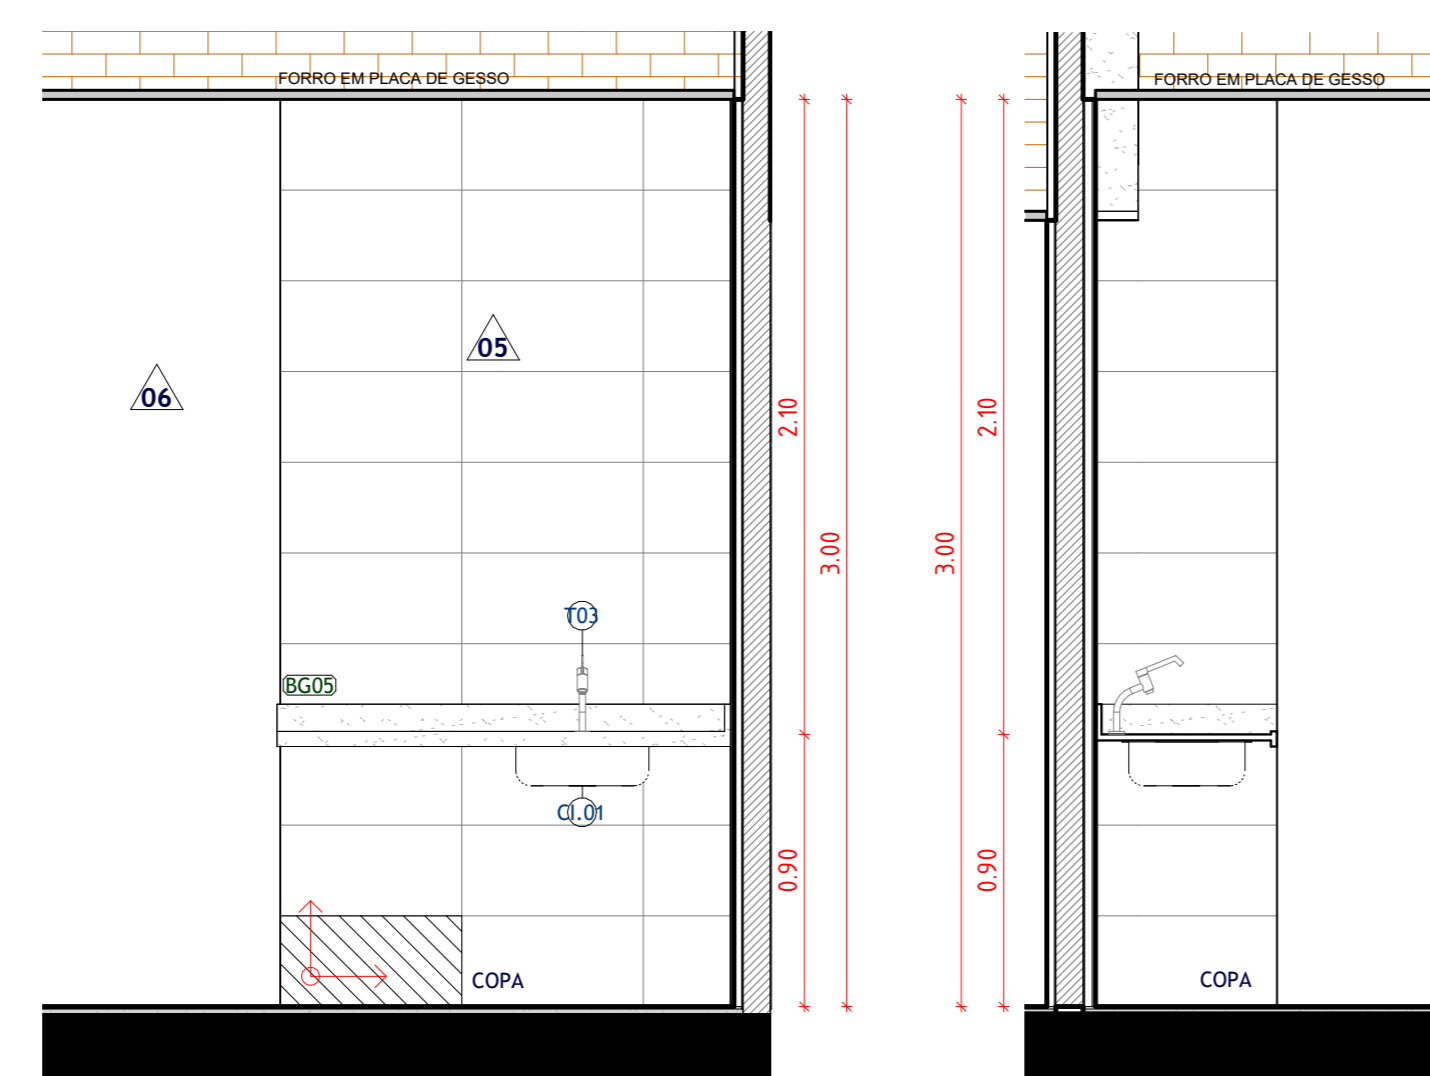 FORRO EM PLACA DE GESSO
FORRO EM PLACA DE GESSO
05
06
2.10
2.10
3.00
3.00
T03
BG05
CI.01
0.90
0.90
COPA
COPA